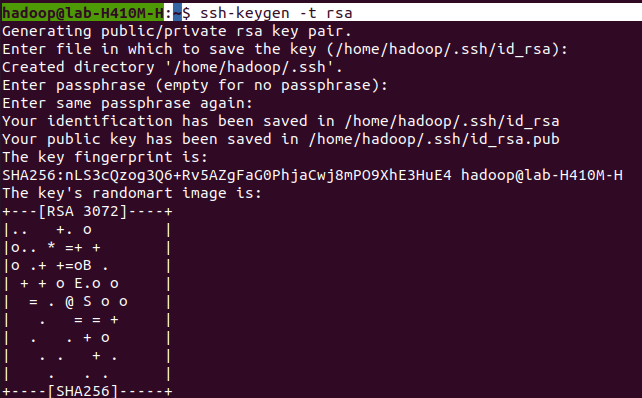 hadoop@lab-H410M-H:~$ ssh-keygen -t rsa
Generating public/private rsa key pair.
Enter file in which to save the key (/home/hadoop/.ssh/id_rsa):
Created directory '/home/hadoop/.ssh'.
Enter passphrase (empty for no passphrase):
Enter same passphrase again:
Your identification has been saved in /home/hadoop/.ssh/id_rsa
Your public key has been saved in /home/hadoop/.ssh/id_rsa.pub
The key fingerprint is:
SHA256:nLS3cQzog3Q6+Rv5AZgFaG0PhjaCwj8mPO9XhE3HuE4 hadoop@lab-H410M-H
The key's randomart image is:
+---[RSA 3072]----+
|..   +. o        |
|o.. * =+ +       |
|o .+ +=oB .      |
| + + o E.o o     |
|  = . @ S o o    |
|   .   = = +     |
|  .   . + o      |
|   . .   + .     |
|    .   . .      |
+----[SHA256]-----+